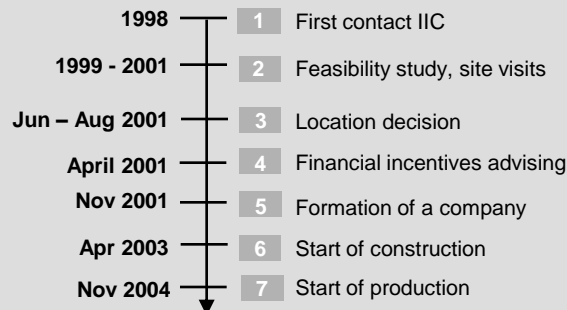 1998 1 First contact IIC
1999 - 2001 2 Feasibility study, site visits
Jun – Aug 2001 3 Location decision
April 2001 4 Financial incentives advising
Nov 2001 5 Formation of a company
Apr 2003 6 Start of construction
Nov 2004 7 Start of production